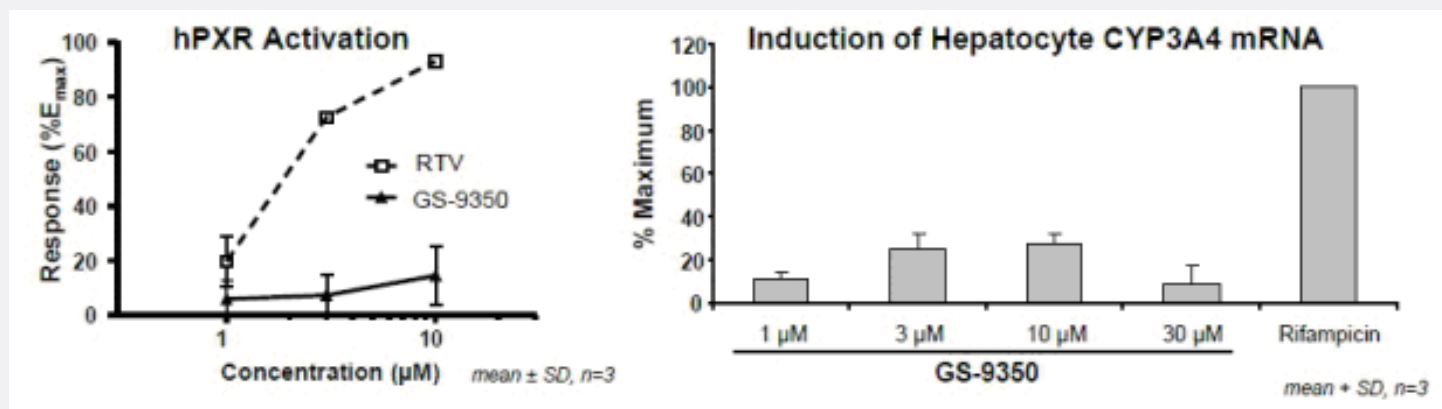 hPXR Activation
100
80
60
40
20
0
Response (%Emax)
RTV
GS-9350
1
10
Concentration (µM)
mean ± SD, n=3
Induction of Hepatocyte CYP3A4 mRNA
120
100
80
60
40
20
0
% Maximum
1 µM 3 µM 10 µM 30 µM Rifampicin
GS-9350
mean + SD, n=3